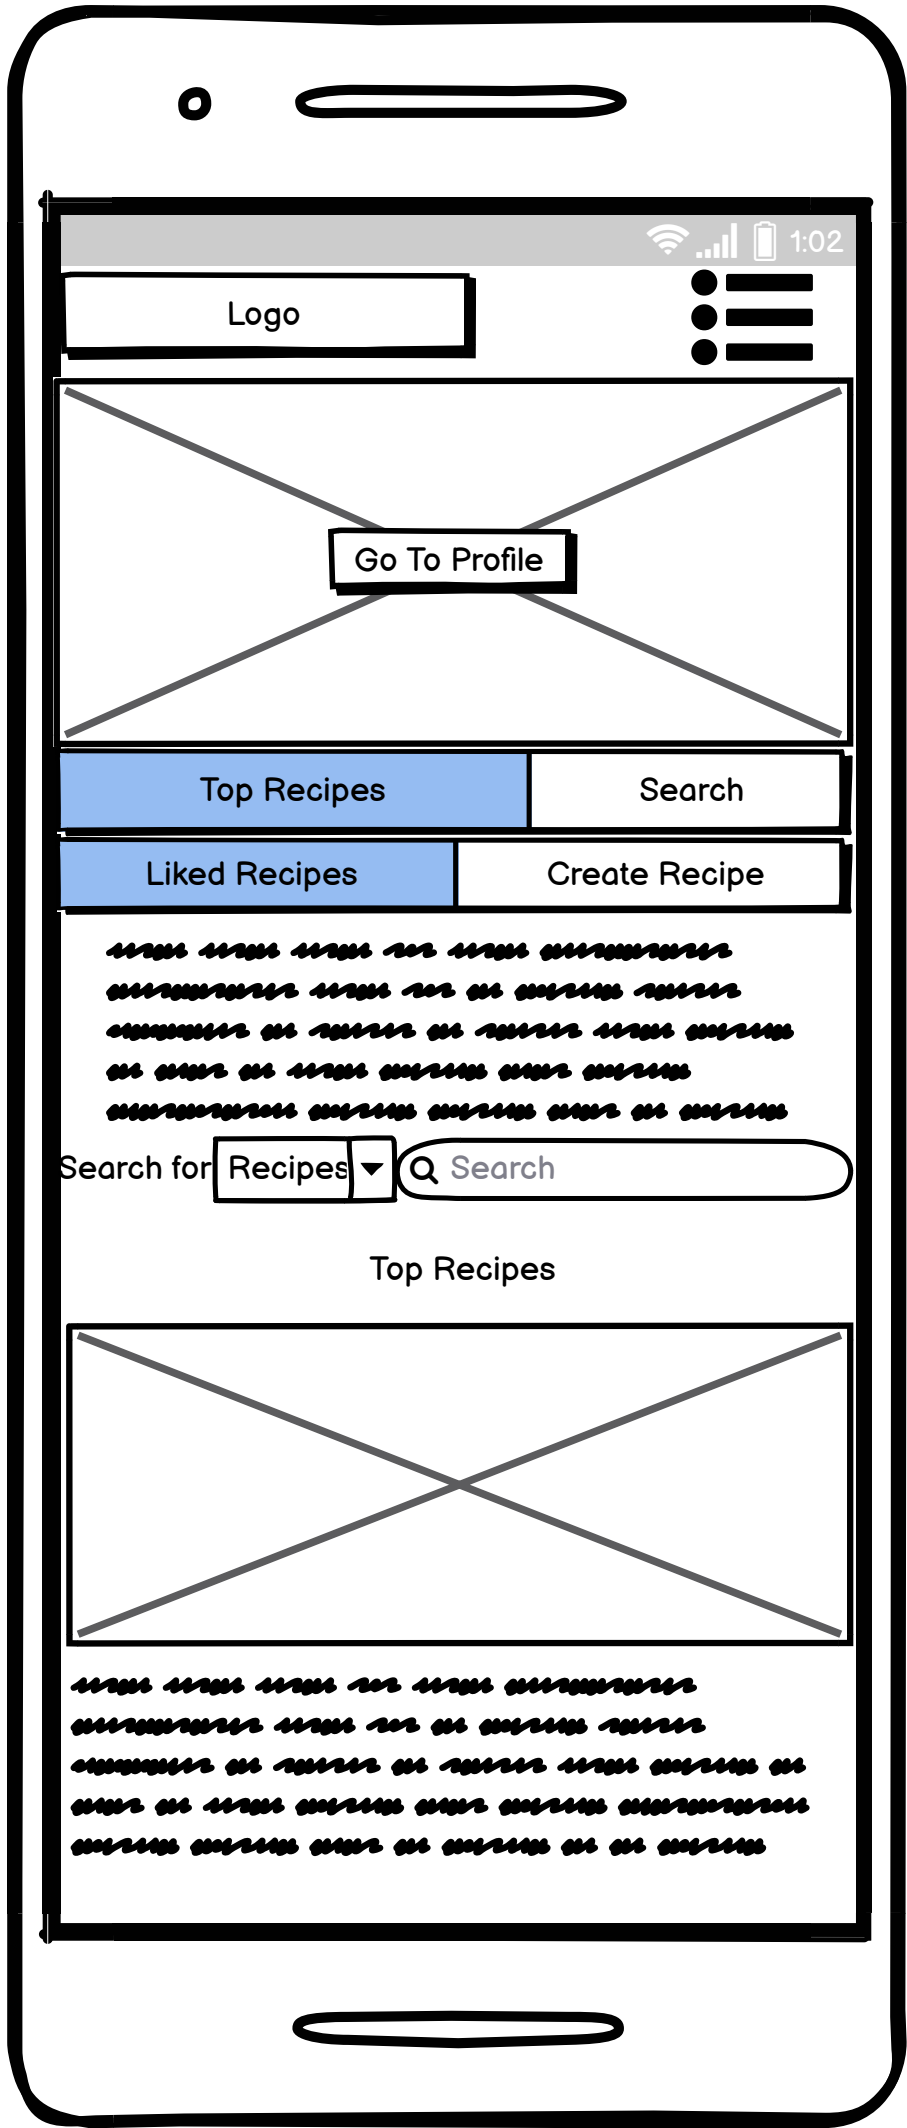 1:02
Logo
Go To Profile
Top Recipes Search
Liked Recipes Create Recipe
Search for Recipes Search
Top Recipes